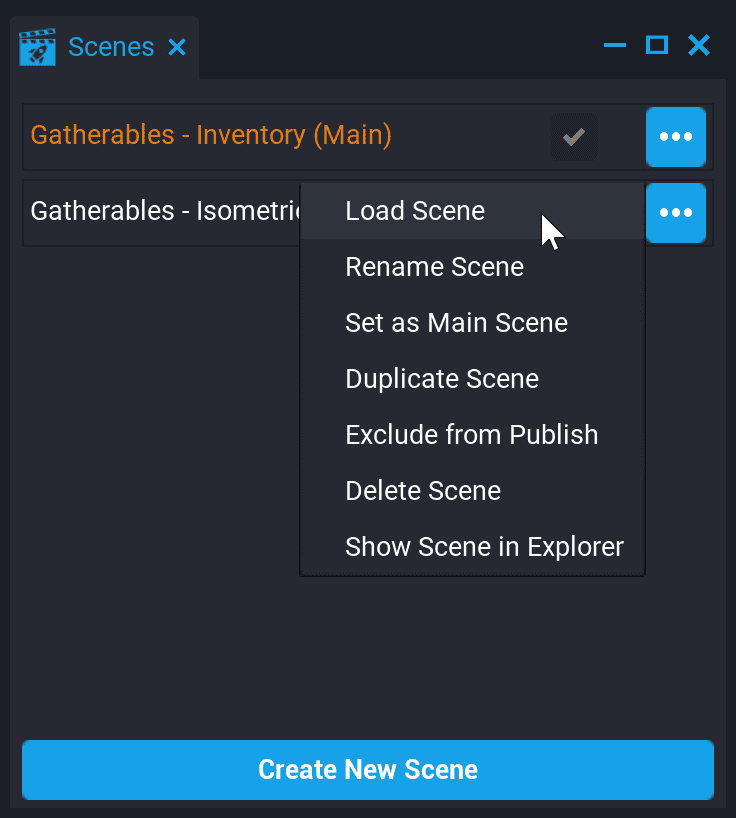 Scenes
Gatherables - Inventory (Main)
Gatherables -
Load Scene
Rename Scene
Set as Main Scene
Duplicate Scene
Exclude from Publish
Delete Scene
Show Scene in Explorer
Create New Scene